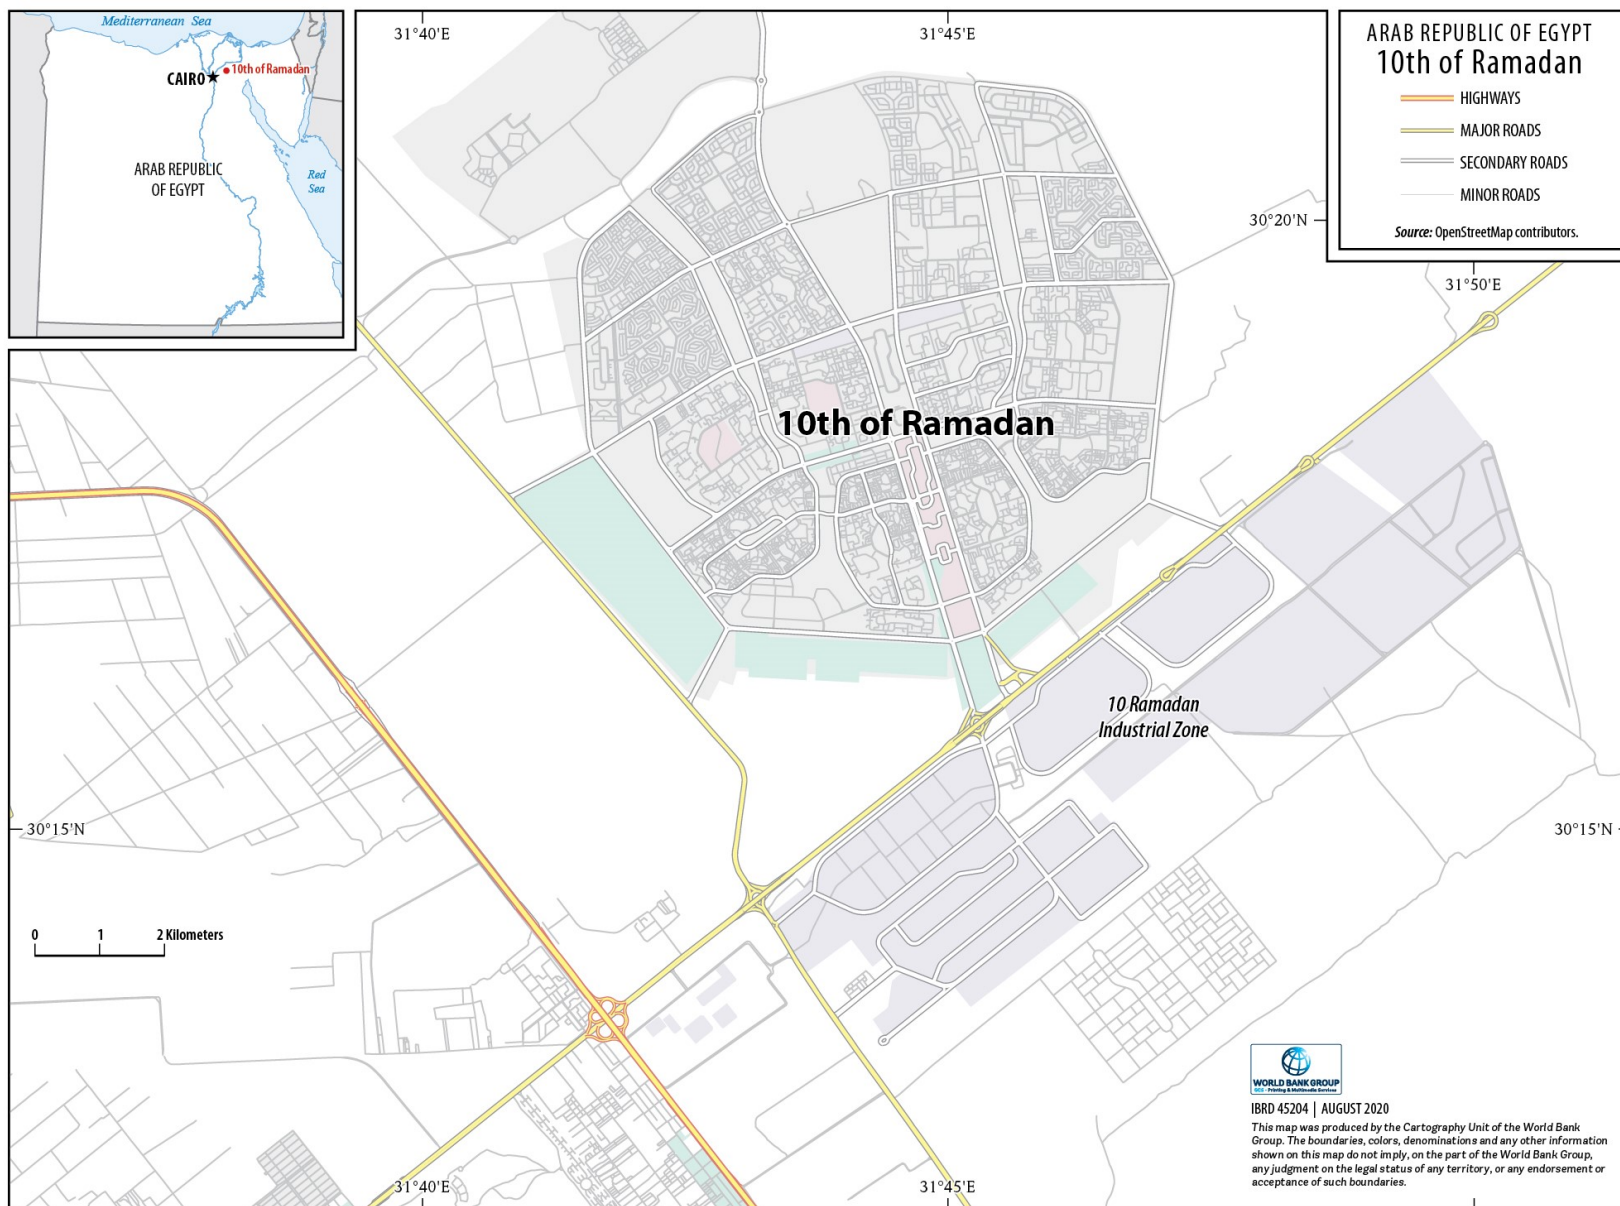 Mediterranean Sea
CAIRO
10th of Ramadan
ARAB REPUBLIC
OF EGYPT
Red
Sea
31°40'E
31°45'E
ARAB REPUBLIC OF EGYPT
10th of Ramadan
HIGHWAYS
MAJOR ROADS
SECONDARY ROADS
MINOR ROADS
Source: OpenStreetMap contributors.
30°20'N
31°50'E
10th of Ramadan
10 Ramadan
Industrial Zone
30°15'N
30°15'N
0 1 2 Kilometers
31°40'E
31°45'E
WORLD BANK GROUP
GCS - Printing & Multimedia Services
IBRD 45204 | AUGUST 2020
This map was produced by the Cartography Unit of the World Bank
Group. The boundaries, colors, denominations and any other information
shown on this map do not imply, on the part of the World Bank Group,
any judgment on the legal status of any territory, or any endorsement or
acceptance of such boundaries.